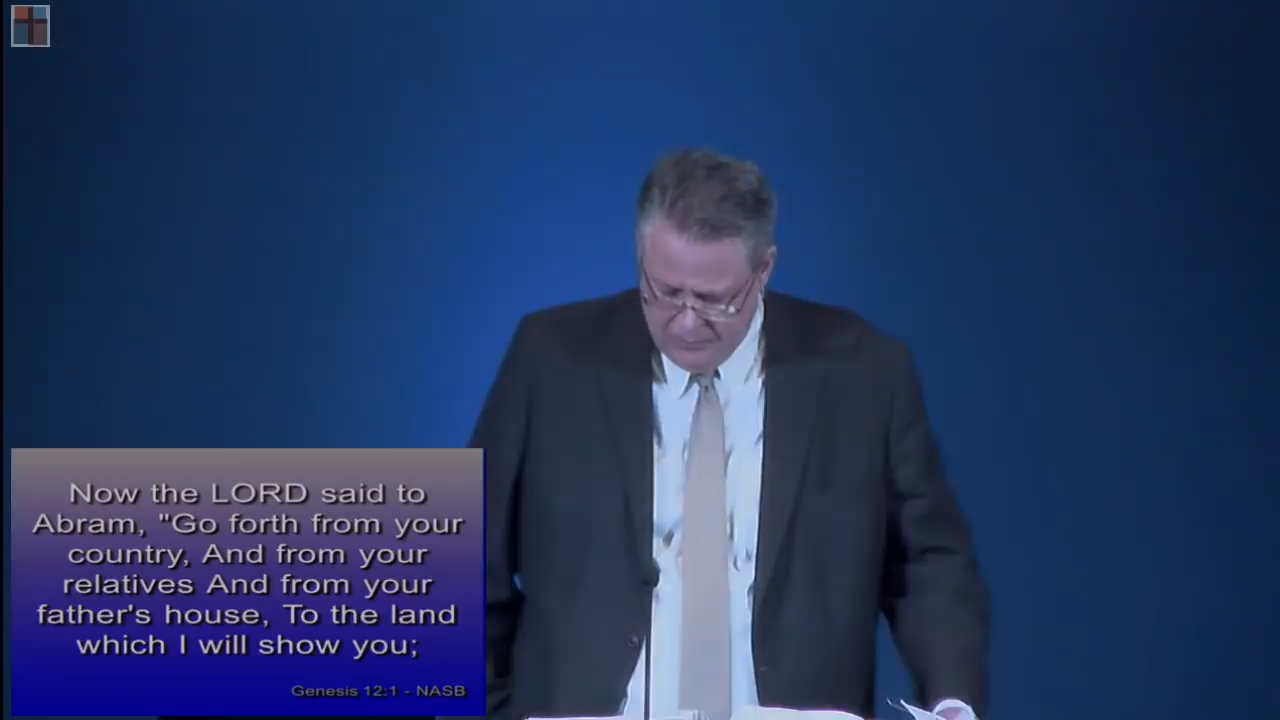 Now the LORD said to
Abram, "Go forth from your
country, And from your
relatives And from your
father's house, To the land
which I will show you;
Genesis 12:1 - NASB